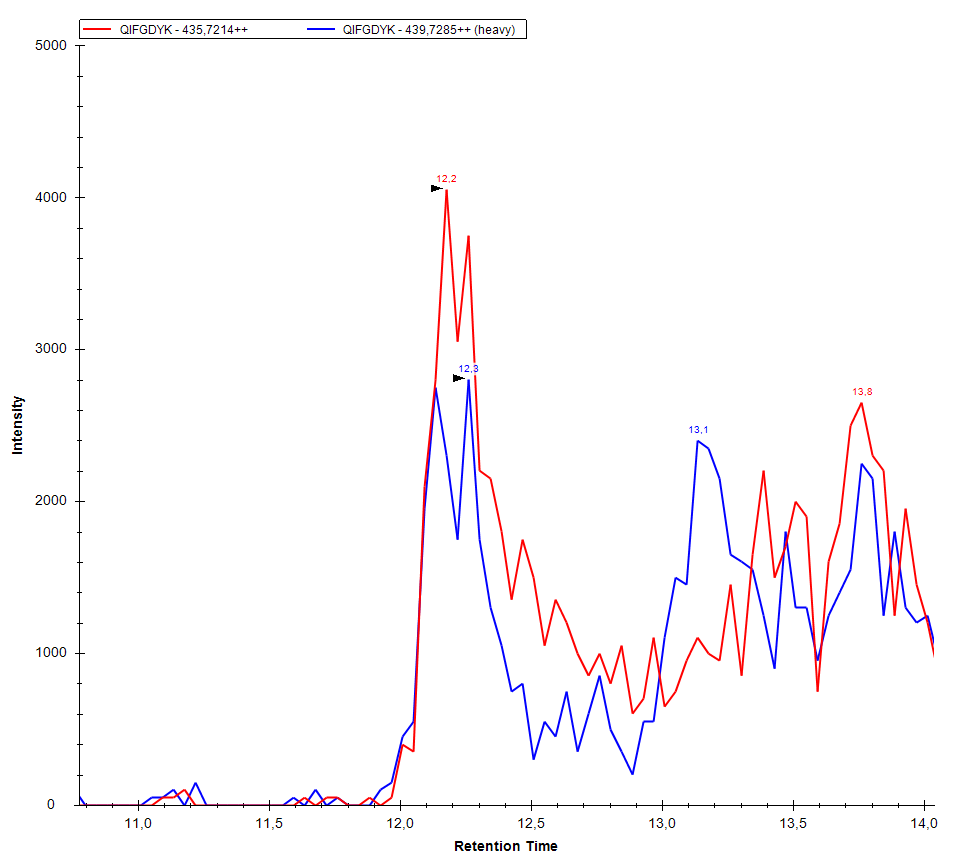 QIFGDYK - 435,7214++ QIFGDYK - 439,7285++ (heavy)
5000
12,2
4000
3000
12,3
13,8
13,1
Intensity
2000
1000
0
11,0 11,5 12,0 12,5 13,0 13,5 14,0
Retention Time